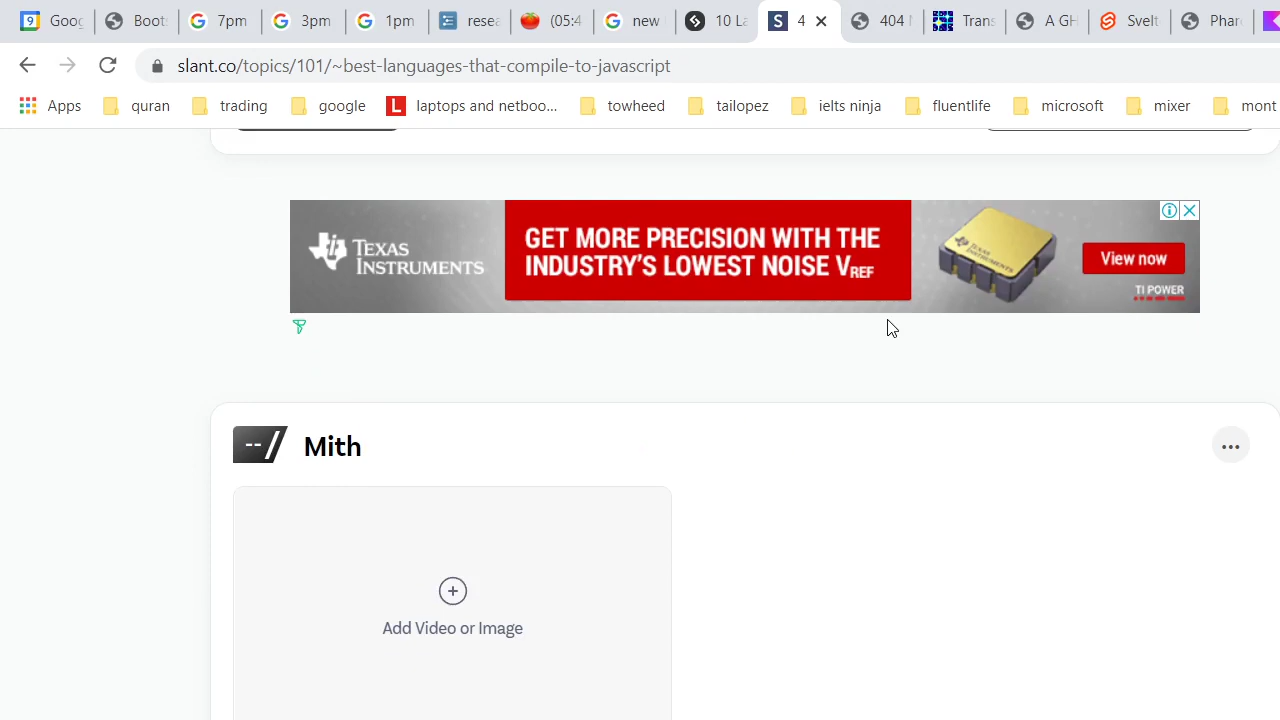 9 Goog Boot 7pm 3pm 1pm resea (05:4 new 10 La S 4 404 Trans A GH Svelt Phar
slant.co/topics/101/~best-languages-that-compile-to-javascript
Apps quran trading google L laptops and netboo... towheed tailopez ielts ninja fluentlife microsoft mixer mont
TEXAS INSTRUMENTS
GET MORE PRECISION WITH THE
INDUSTRY'S LOWEST NOISE VREF
View now
TI POWER
--// Mith
Add Video or Image